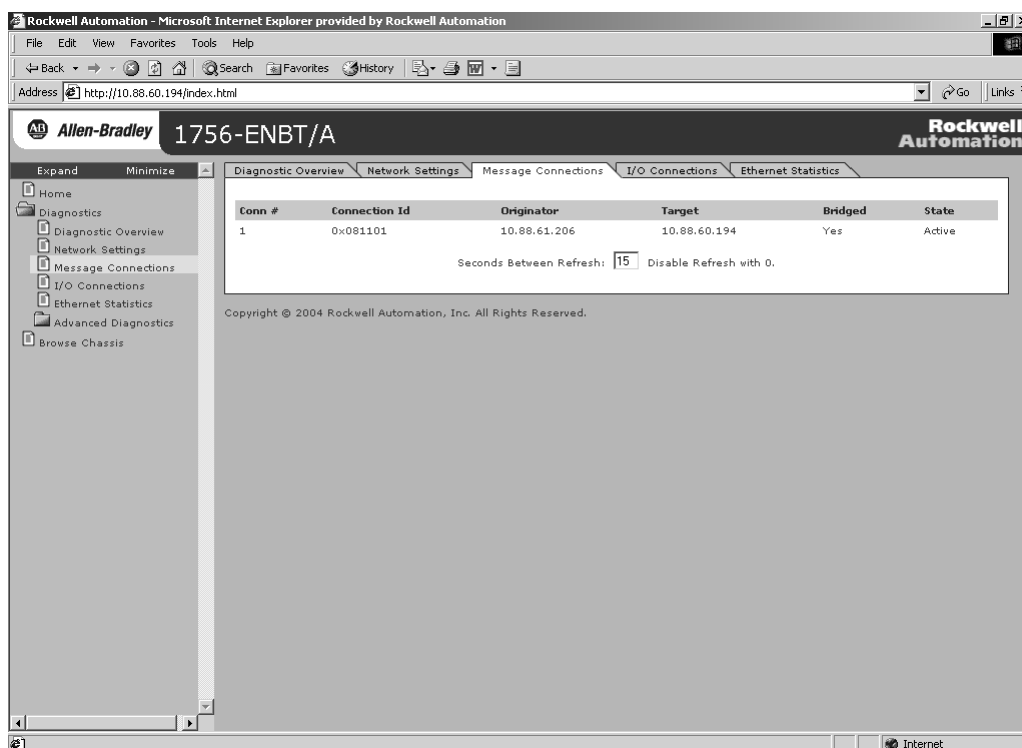 Rockwell Automation - Microsoft Internet Explorer provided by Rockwell Automation
File Edit View Favorites Tools Help
Back Search Favorites History
Address http://10.88.60.194/index.html Go Links
AB Allen-Bradley 1756-ENBT/A Rockwell Automation
Expand Minimize
Home
Diagnostics
Diagnostic Overview
Network Settings
Message Connections
I/O Connections
Ethernet Statistics
Advanced Diagnostics
Browse Chassis
Diagnostic Overview Network Settings Message Connections I/O Connections Ethernet Statistics
Conn # Connection Id Originator Target Bridged State
1 0x081101 10.88.61.206 10.88.60.194 Yes Active
Seconds Between Refresh: 15 Disable Refresh with 0.
Copyright © 2004 Rockwell Automation, Inc. All Rights Reserved.
Internet